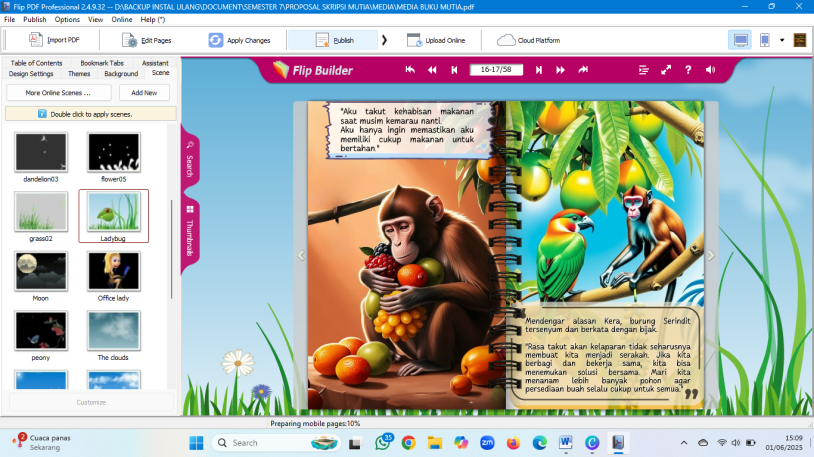 Flip PDF Professional 2.4.9.32 -- D:\BACKUP INSTAL ULANG\DOCUMENT\SEMESTER 7\PROPOSAL SKRIPSI MUTIA\MEDIA\MEDIA BUKU MUTIA.pdf
File Publish Options View Online Help (*)
Import PDF Edit Pages Apply Changes Publish Upload Online Cloud Platform
Table of Contents Bookmark Tabs Assistant
Design Settings Themes Background Scene
More Online Scenes ... Add New
Double click to apply scenes.
dandelion03 flower05
grass02 Ladybug
Moon Office lady
peony The clouds
Customize
Flip Builder
16-17/58
Search
Thumbnails
"Aku takut kehabisan makanan
saat musim kemarau nanti.
Aku hanya ingin memastikan aku
memiliki cukup makanan untuk
bertahan."
Mendengar alasan Kera, burung Serindit
tersenyum dan berkata dengan bijak.
"Rasa takut akan kelaparan tidak seharusnya
membuat kita menjadi serakah. Jika kita
berbagi dan bekerja sama, kita bisa
menemukan solusi bersama. Mari kita
menanam lebih banyak pohon agar
persediaan buah selalu cukup untuk semua."
Preparing mobile pages:10%
2
Cuaca panas
Sekarang
Search
35
zm
15:09
01/06/2025